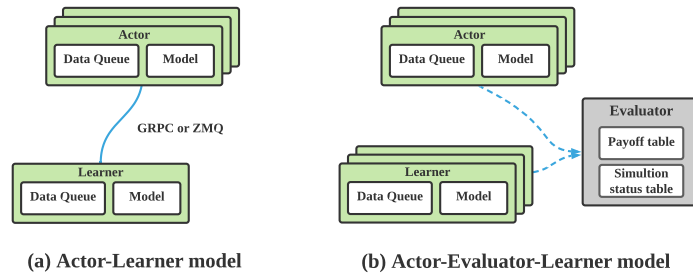 Actor
Data Queue
Model
GRPC or ZMQ
Learner
Data Queue
Model
(a) Actor-Learner model
Actor
Data Queue
Model
Learner
Data Queue
Model
Evaluator
Payoff table
Simultion
status table
(b) Actor-Evaluator-Learner model